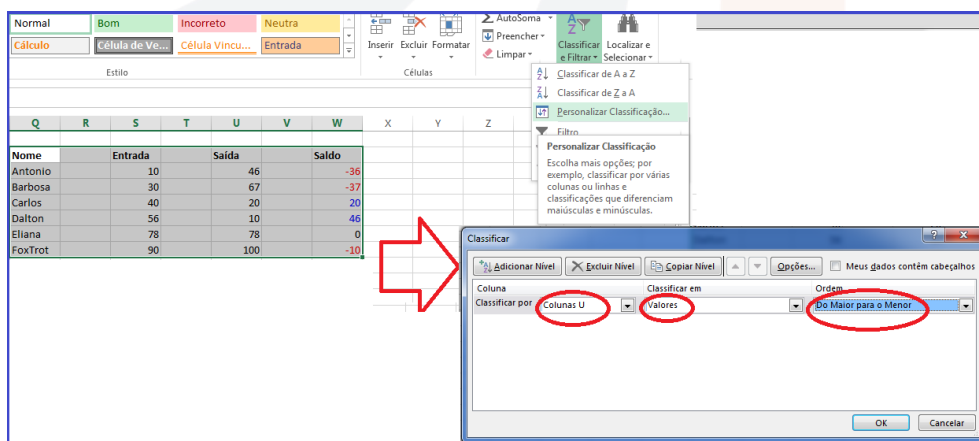 Normal Bom Incorreto Neutra
Cálculo Célula de Ve... Célula Vincu... Entrada
Estilo
Inserir Excluir Formatar
Células
AutoSoma
Preencher
Limpar
Classificar e Filtrar
Localizar e Selecionar
Classificar de A a Z
Classificar de Z a A
Personalizar Classificação...
Filtro
Personalizar Classificação
Escolha mais opções; por
exemplo, classificar por várias
colunas ou linhas e
classificações que diferenciam
maiúsculas e minúsculas.
Q R S T U V W X Y Z
Nome Entrada Saída Saldo
Antonio 10 46 -36
Barbosa 30 67 -37
Carlos 40 20 20
Dalton 56 10 46
Eliana 78 78 0
FoxTrot 90 100 -10
Classificar
Adicionar Nível Excluir Nível Copiar Nível Opções... Meus dados contêm cabeçalhos
Coluna Classificar em Ordem
Classificar por Colunas U Valores Do Maior para o Menor
OK Cancelar